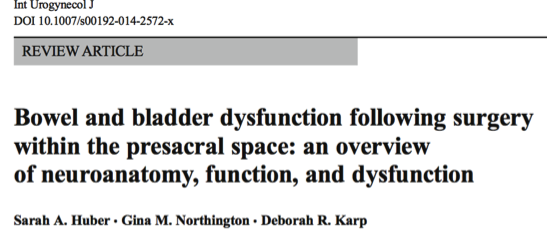 Int Urogynecol J
DOI 10.1007/s00192-014-2572-x
REVIEW ARTICLE
Bowel and bladder dysfunction following surgery
within the presacral space: an overview
of neuroanatomy, function, and dysfunction
Sarah A. Huber · Gina M. Northington · Deborah R. Karp